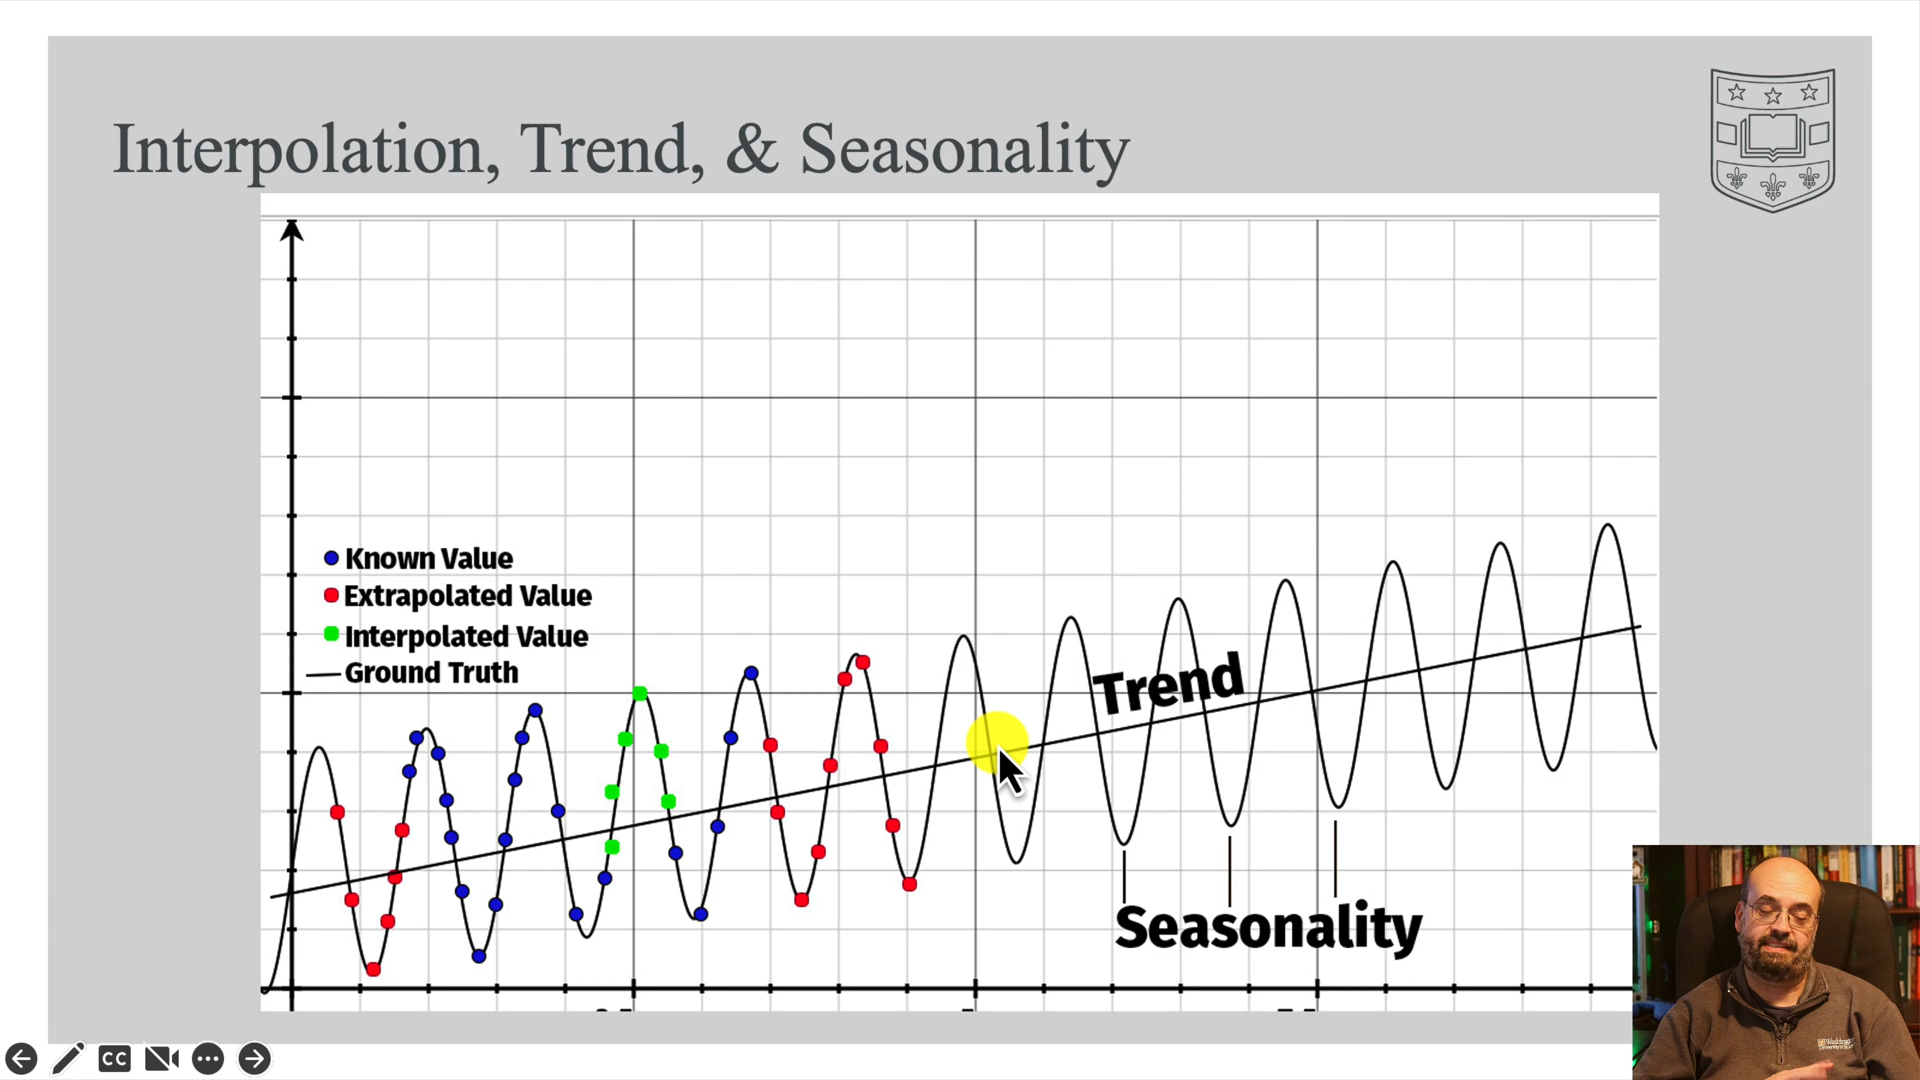 Interpolation, Trend, & Seasonality
Known Value
Extrapolated Value
Interpolated Value
Ground Truth
Trend
Seasonality
CC